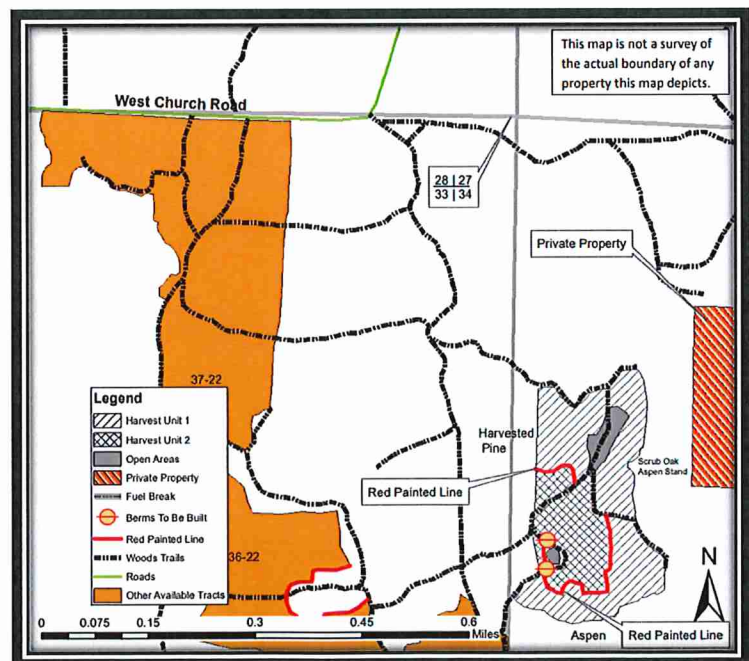 This map is not a survey of
the actual boundary of any
property this map depicts.
West Church Road
28 | 27
33 | 34
Private Property
37-22
Legend
Harvest Unit 1
Harvest Unit 2
Open Areas
Private Property
Fuel Break
Berms To Be Built
Red Painted Line
Woods Trails
Roads
Other Available Tracts
Harvested
Pine
Scrub Oak
Aspen Stand
Red Painted Line
36-22
N
0 0.075 0.15 0.3 0.45 0.6
Miles
Aspen
Red Painted Line